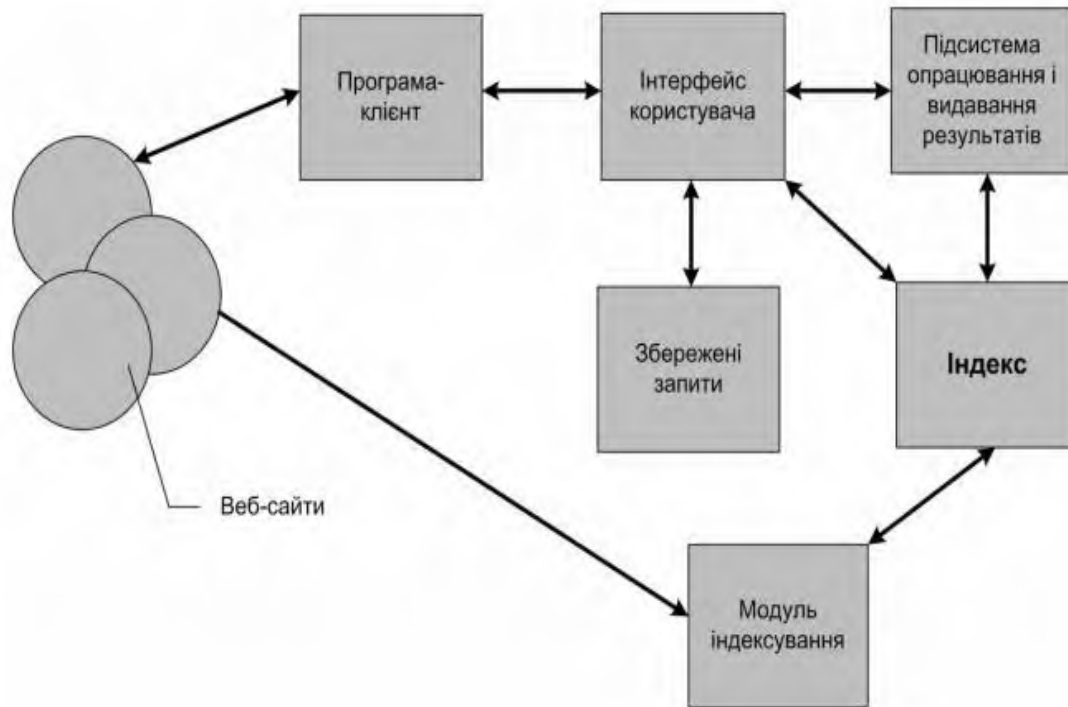 Програма-
клієнт
Інтерфейс
користувача
Підсистема
опрацювання і
видавання
результатів
Збережені
запити
Індекс
Веб-сайти
Модуль
індексування